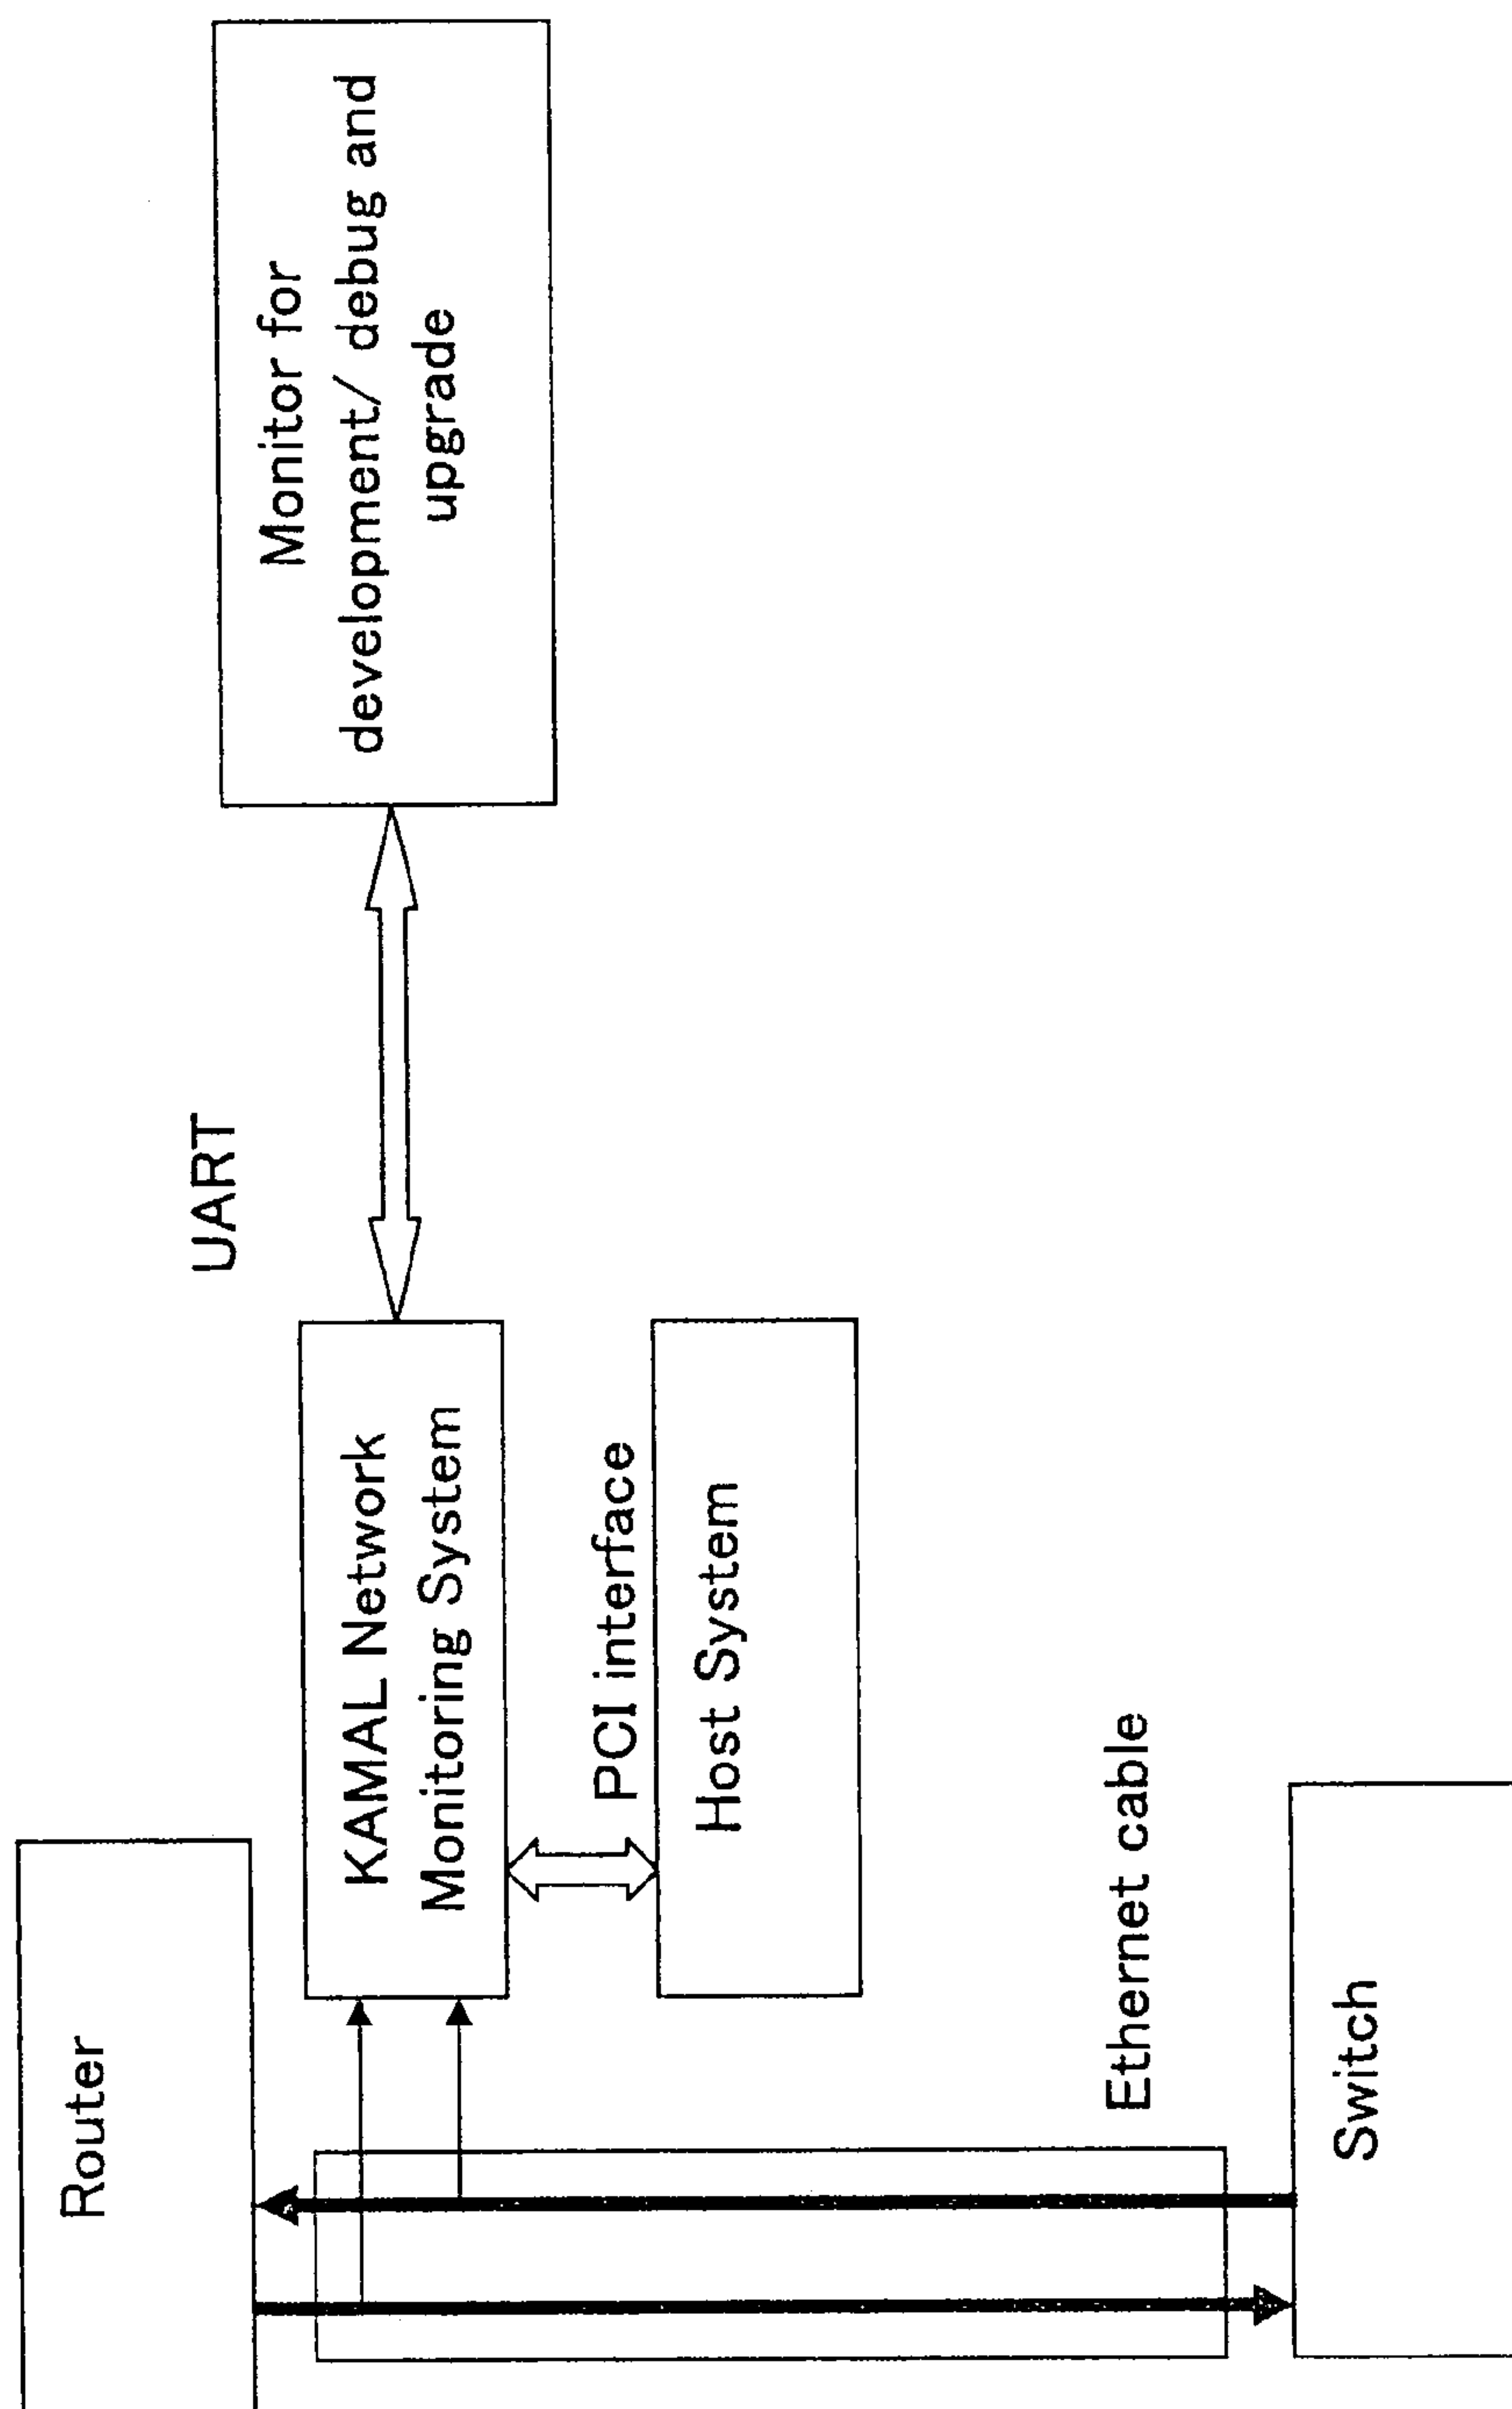 Router
UART
KAMAL Network
Monitoring System
Monitor for
development/ debug and
upgrade
PCI interface
Host System
Ethernet cable
Switch